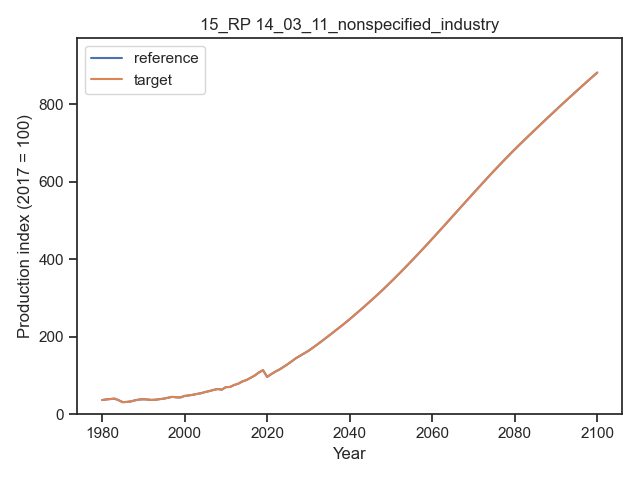 15_RP 14_03_11_nonspecified_industry
reference
target
Production index (2017 = 100)
800
600
400
200
0
1980 2000 2020 2040 2060 2080 2100
Year